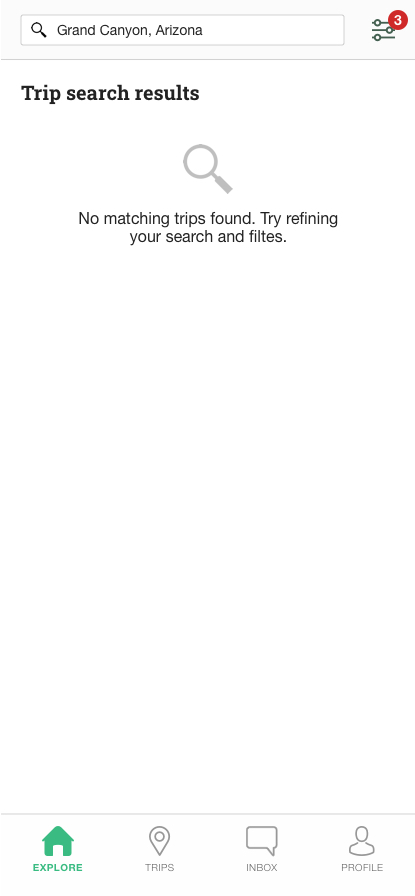 Grand Canyon, Arizona
3
Trip search results
No matching trips found. Try refining
your search and filtes.
EXPLORE
TRIPS
INBOX
PROFILE